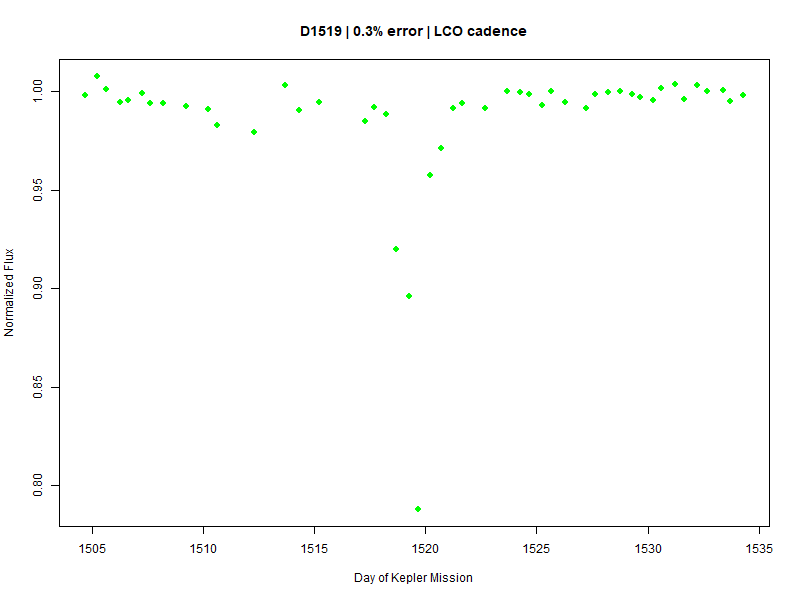 D1519 | 0.3% error | LCO cadence
Normalized Flux
1.00
0.95
0.90
0.85
0.80
1505 1510 1515 1520 1525 1530 1535
Day of Kepler Mission